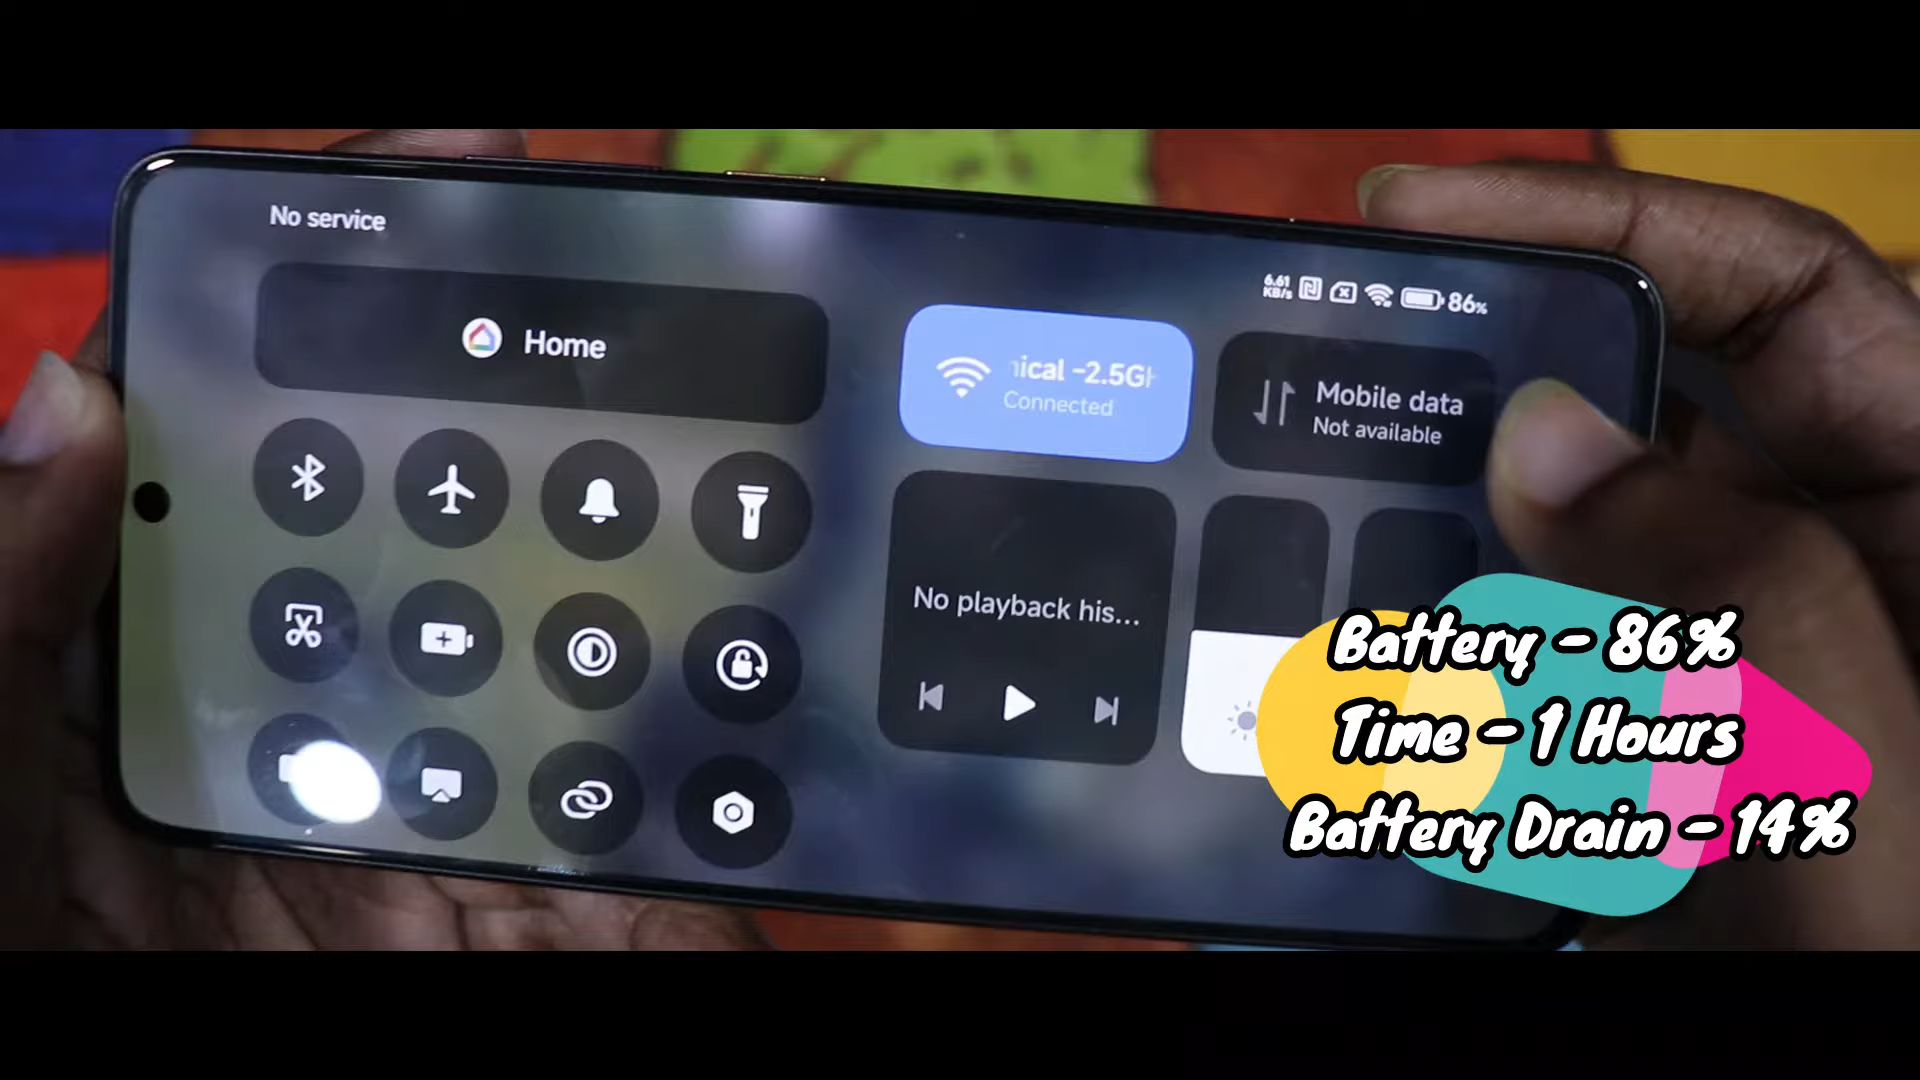 No service
6.61 KB/s 86%
Home
ical -2.5G
Connected
Mobile data
Not available
No playback his...
Battery - 86%
Time - 1 Hours
Battery Drain - 14%